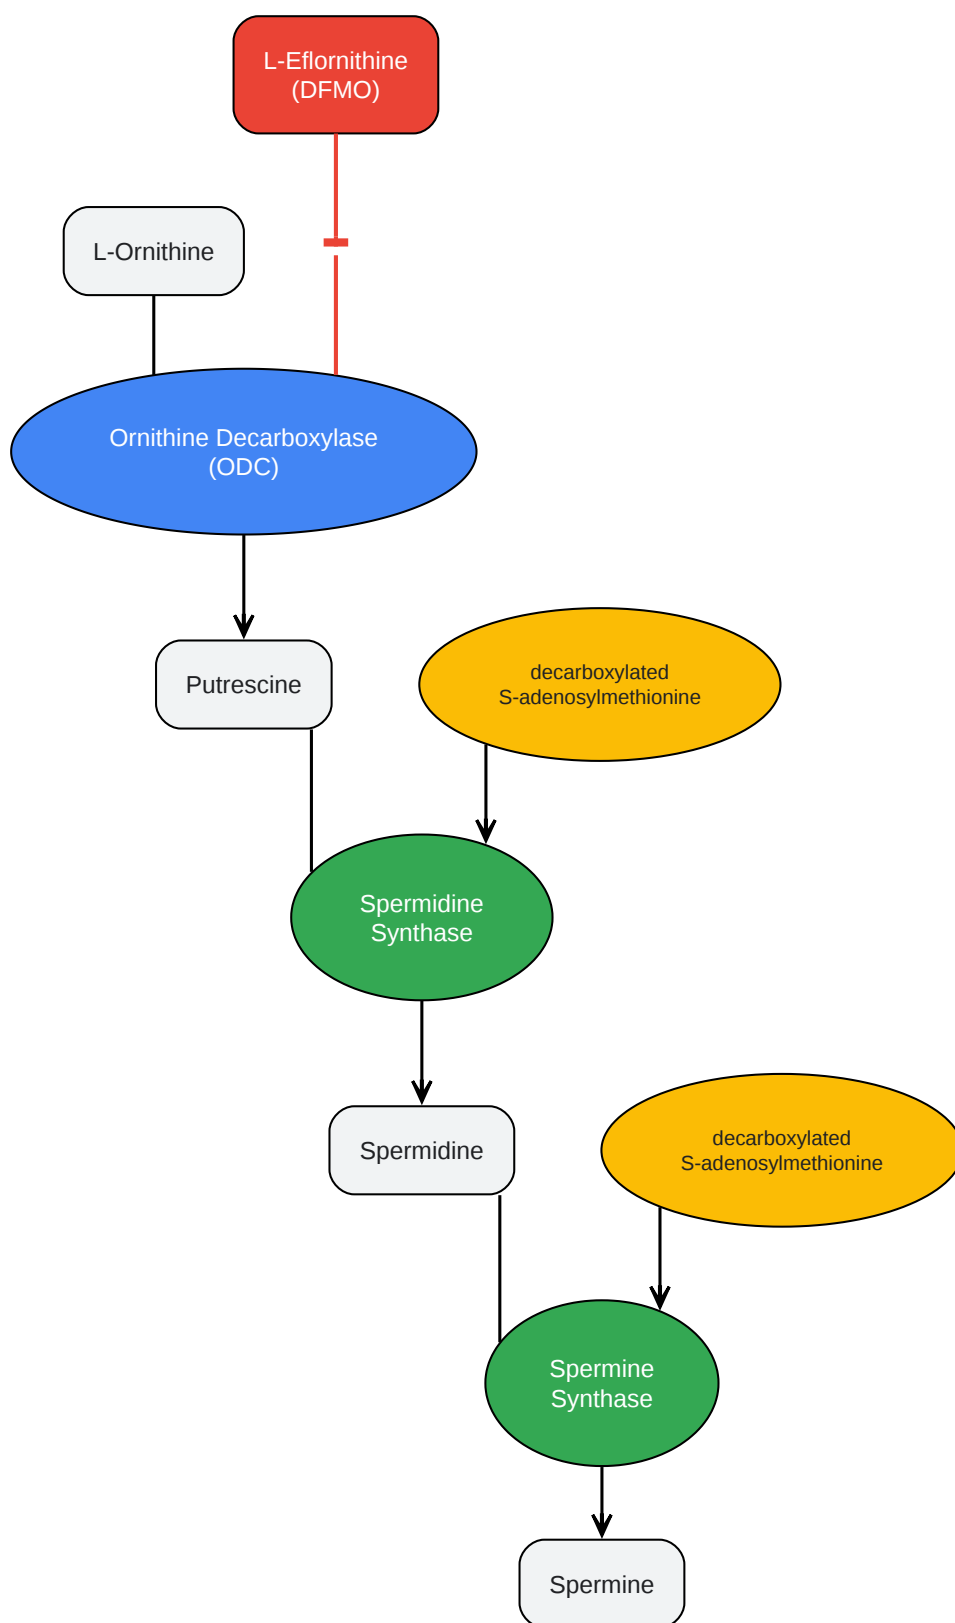 L-Eflornithine
(DFMO)
L-Ornithine
Ornithine Decarboxylase
(ODC)
Putrescine
decarboxylated
S-adenosylmethionine
Spermidine
Synthase
Spermidine
decarboxylated
S-adenosylmethionine
Spermine
Synthase
Spermine